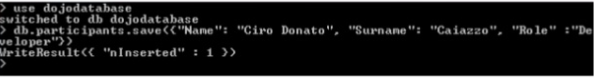 > use dojodatabase
switched to db dojodatabase
> db.participants.save({"Name": "Ciro Donato", "Surname": "Caiazzo", "Role" :"De
veloper"})
WriteResult({ "nInserted" : 1 })
>